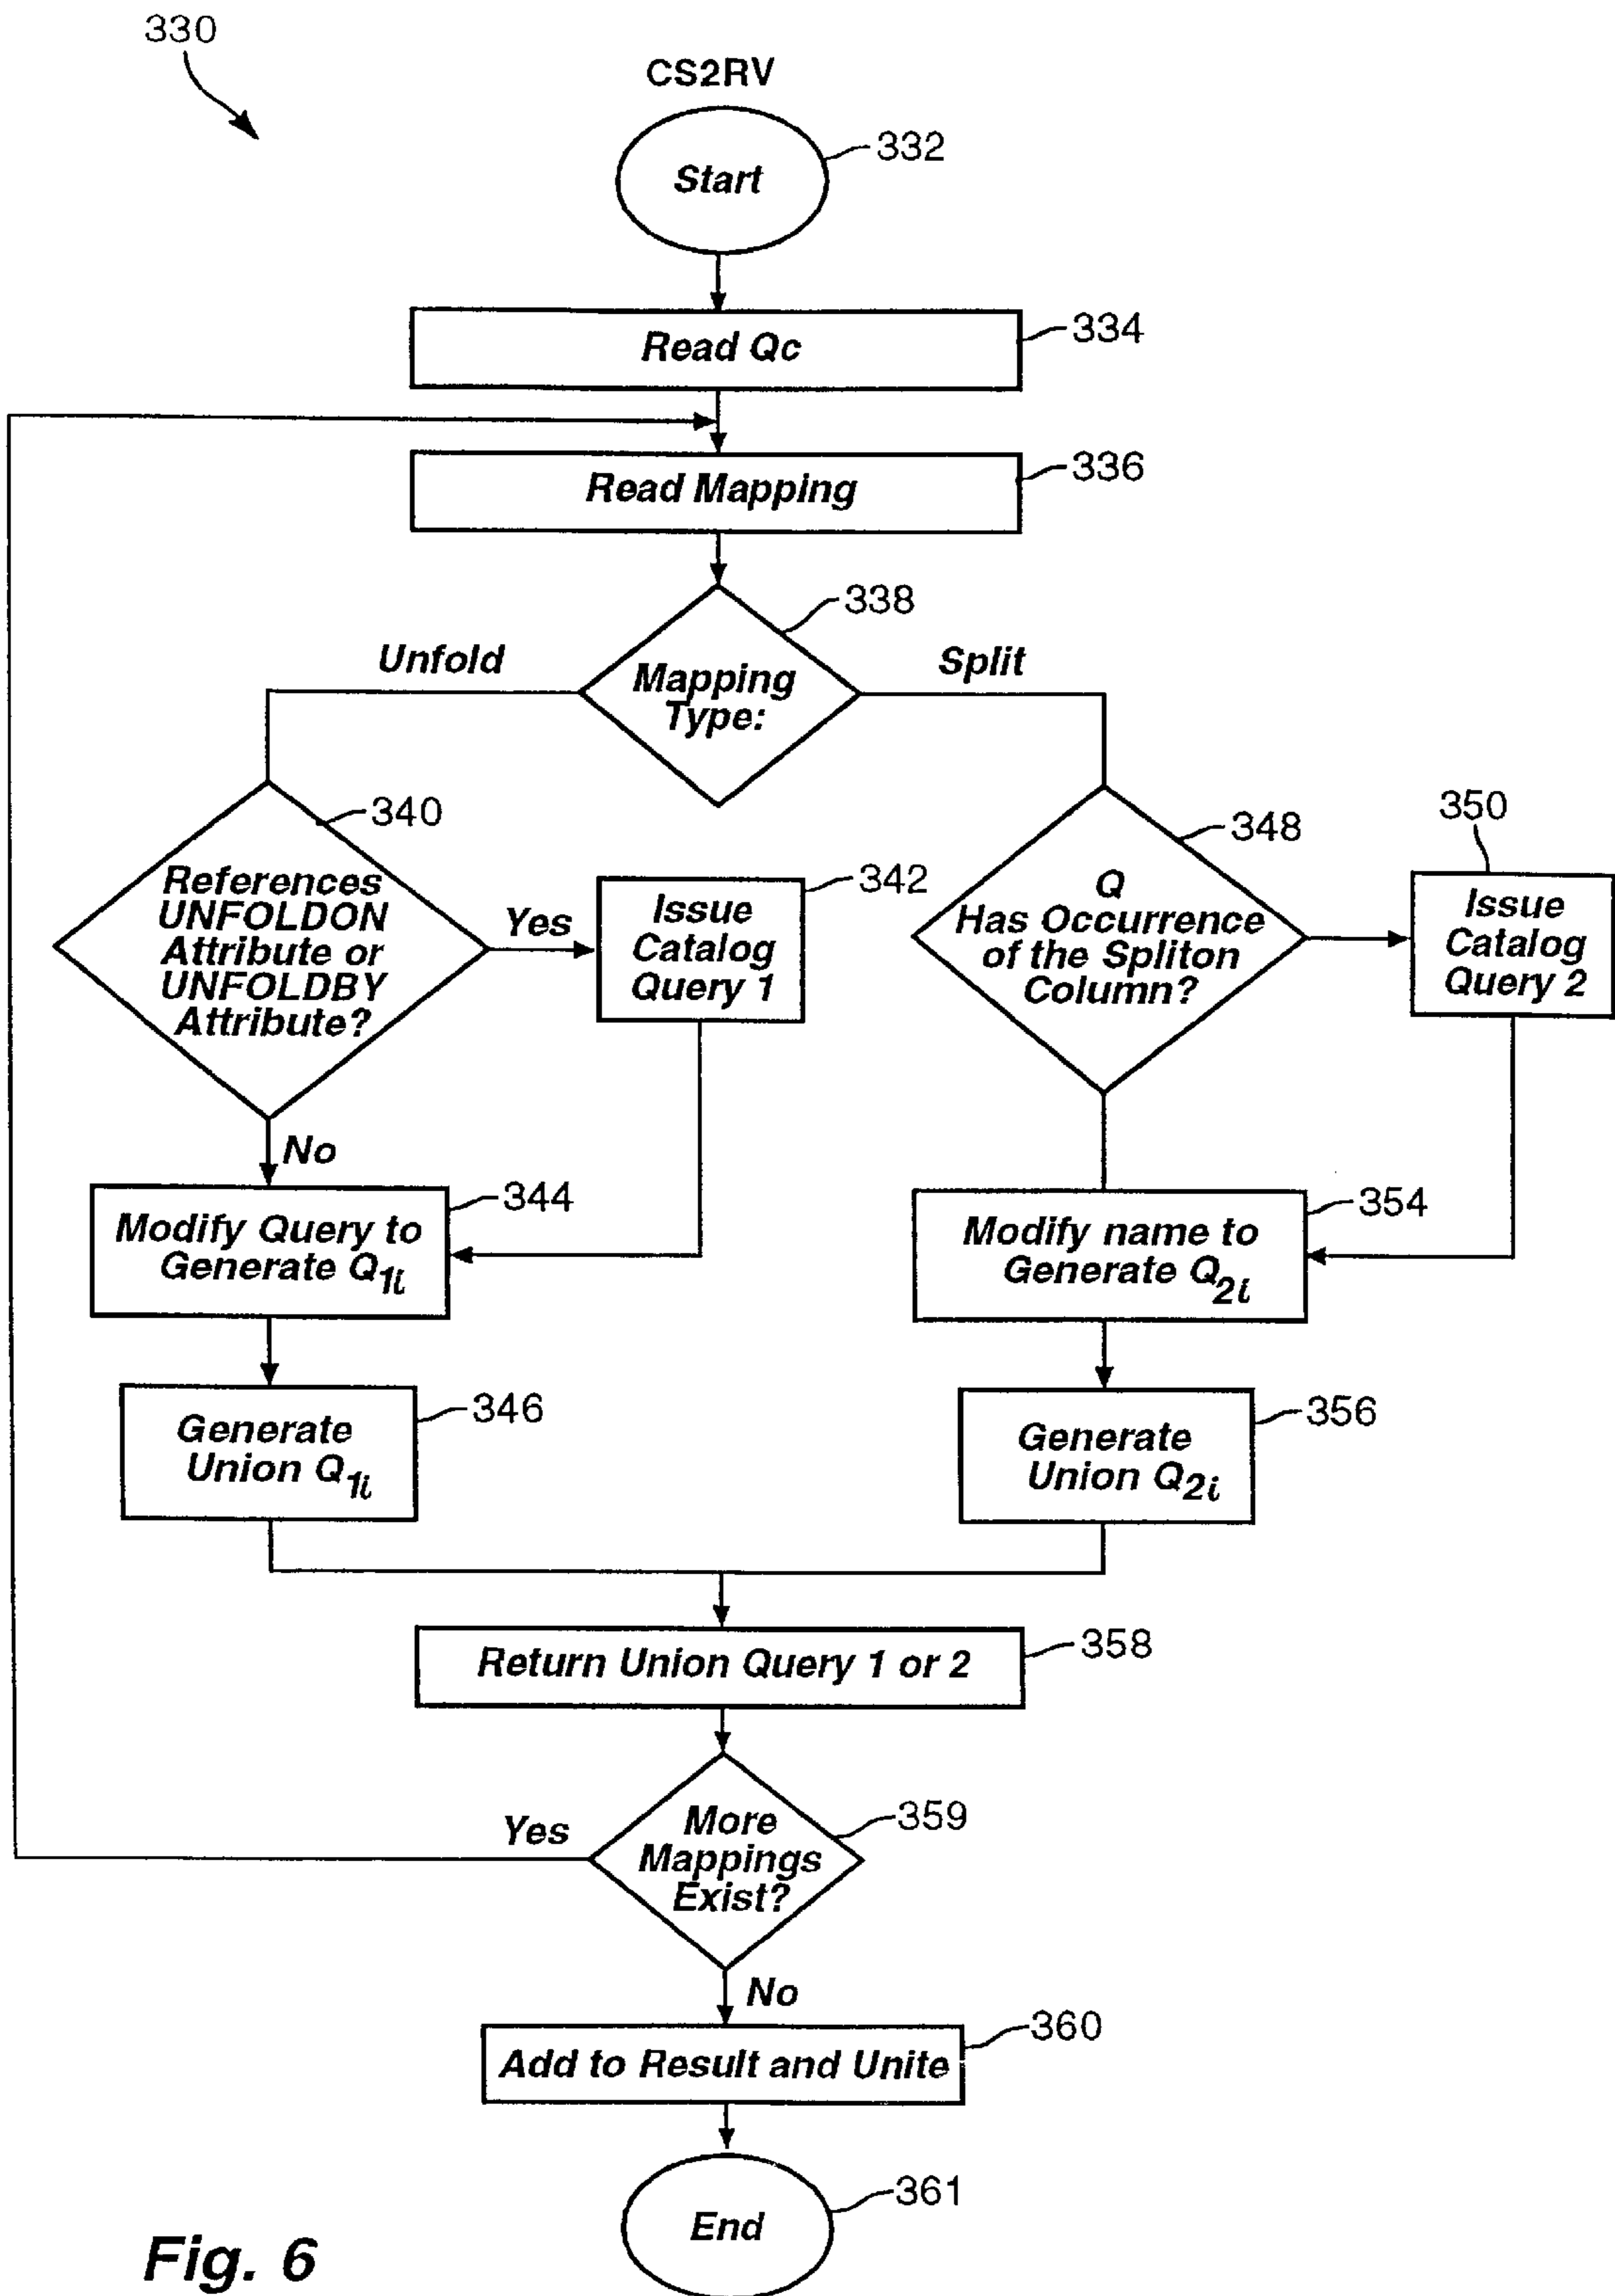 330
CS2RV
Start
332
Read Qc
334
Read Mapping
336
338
Unfold
Mapping
Type:
Split
340
References
UNFOLDON
Attribute or
UNFOLDBY
Attribute?
Yes
342
Issue
Catalog
Query 1
348
Q
Has Occurrence
of the Spliton
Column?
350
Issue
Catalog
Query 2
No
344
Modify Query to
Generate Q1i
354
Modify name to
Generate Q2i
346
Generate
Union Q1i
356
Generate
Union Q2i
Return Union Query 1 or 2
358
Yes
More
Mappings
Exist?
359
No
360
Add to Result and Unite
361
End
Fig. 6